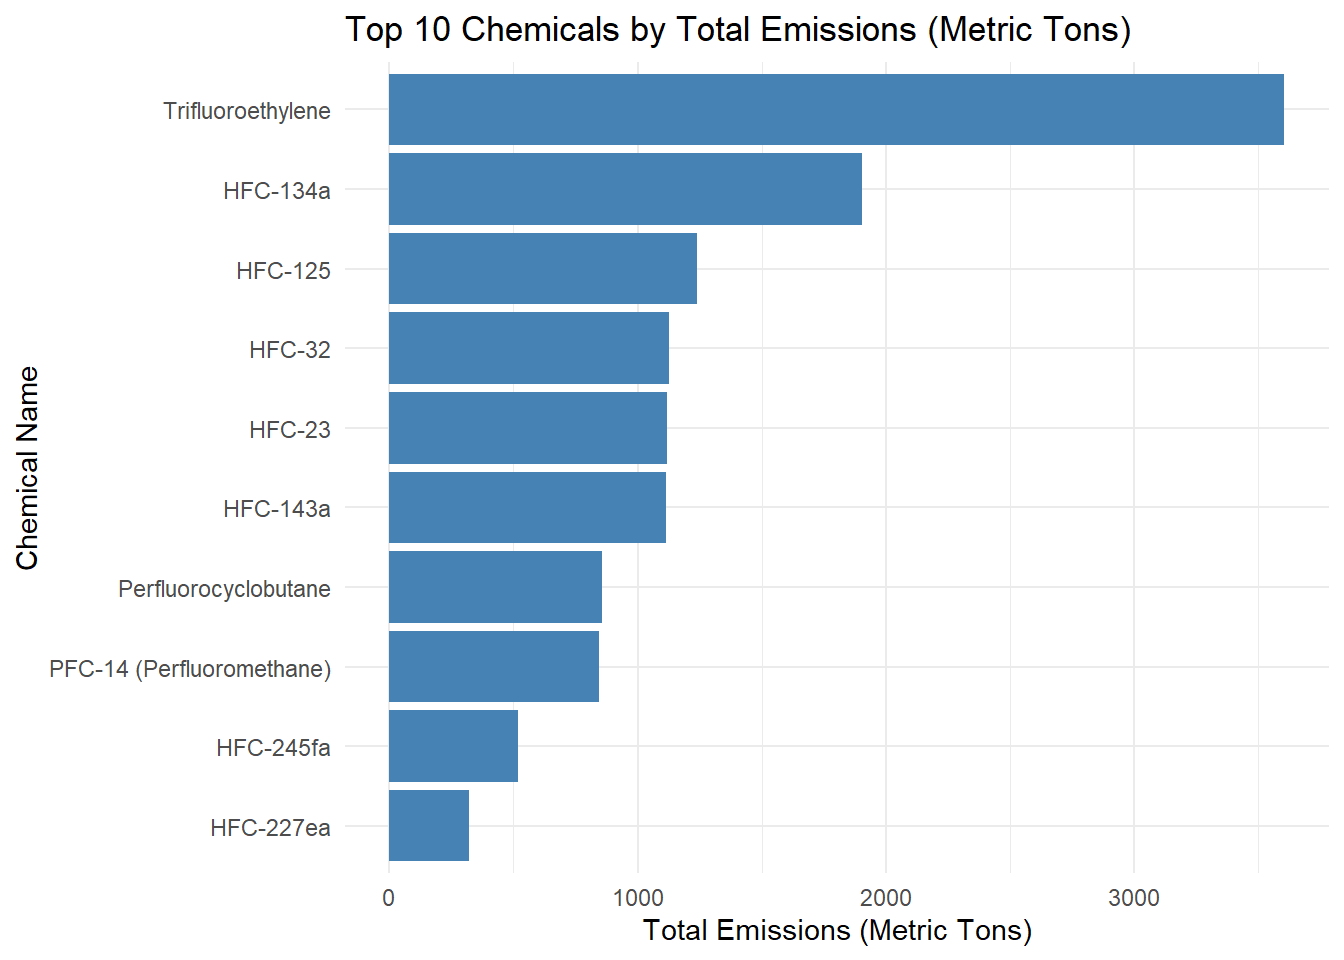 Top 10 Chemicals by Total Emissions (Metric Tons)
Chemical Name
Trifluoroethylene
HFC-134a
HFC-125
HFC-32
HFC-23
HFC-143a
Perfluorocyclobutane
PFC-14 (Perfluoromethane)
HFC-245fa
HFC-227ea
0 1000 2000 3000
Total Emissions (Metric Tons)